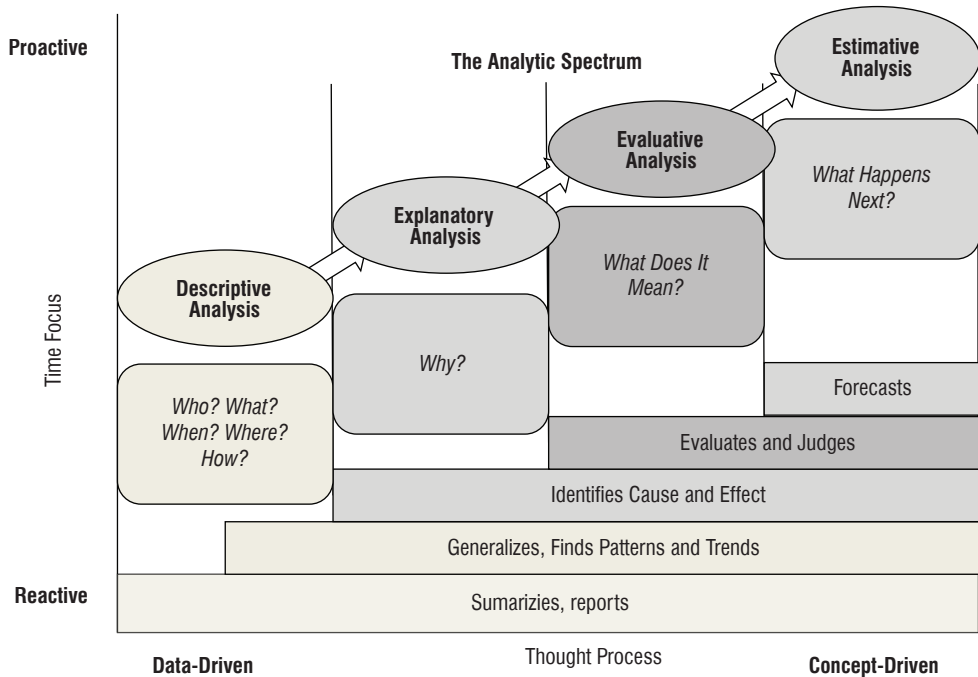 Proactive
The Analytic Spectrum
Estimative
Analysis
Evaluative
Analysis
What Happens
Next?
Explanatory
Analysis
What Does It
Mean?
Descriptive
Analysis
Time Focus
Why?
Who? What?
When? Where?
How?
Forecasts
Evaluates and Judges
Identifies Cause and Effect
Generalizes, Finds Patterns and Trends
Reactive
Sumarizies, reports
Data-Driven
Thought Process
Concept-Driven